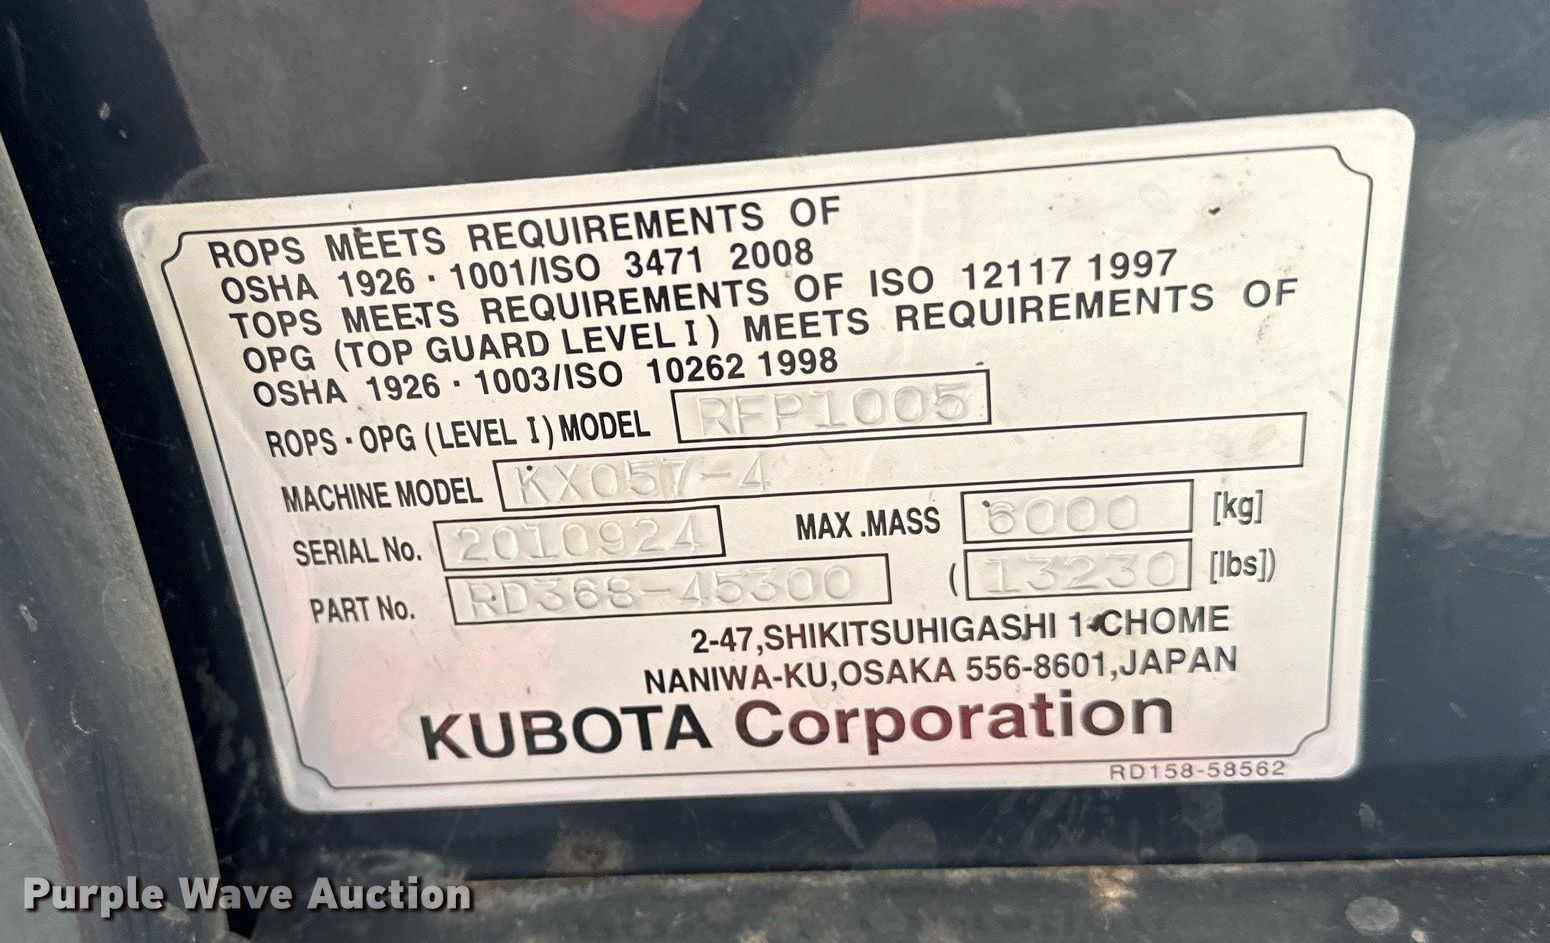 ROPS MEETS REQUIREMENTS OF
OSHA 1926・1001/ISO 3471 2008
TOPS MEETS REQUIREMENTS OF ISO 12117 1997
OPG (TOP GUARD LEVEL I) MEETS REQUIREMENTS OF
OSHA 1926・1003/ISO 10262 1998
ROPS・OPG (LEVEL I) MODEL RFP1005
MACHINE MODEL KX057-4
SERIAL No. 2010924 MAX .MASS 6000 [kg]
PART No. RD368-45300 (13230 [lbs])
2-47,SHIKITSUHIGASHI 1-CHOME
NANIWA-KU,OSAKA 556-8601,JAPAN
KUBOTA Corporation
RD158-58562
Purple Wave Auction